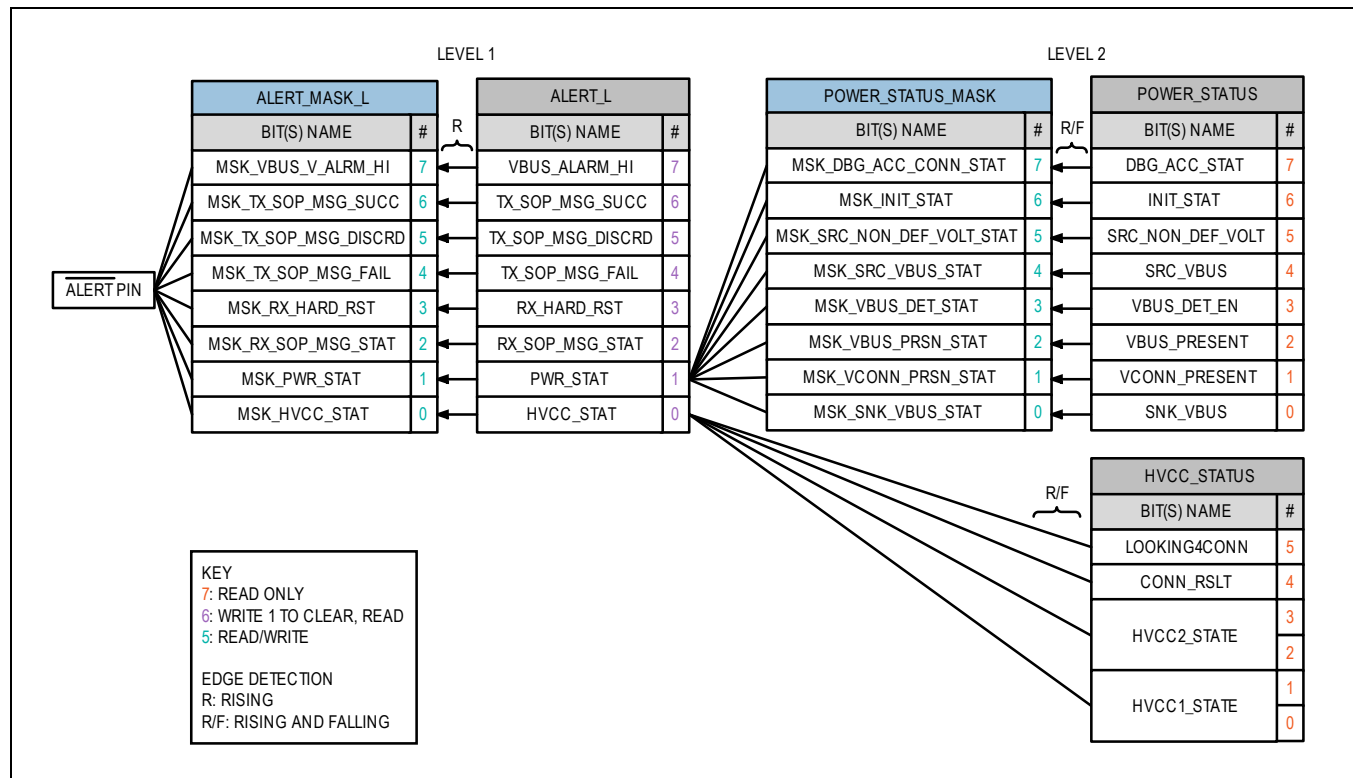 LEVEL 1 LEVEL 2
ALERT_MASK_L ALERT_L POWER_STATUS_MASK POWER_STATUS
BIT(S) NAME # R BIT(S) NAME # BIT(S) NAME # R/F BIT(S) NAME #
MSK_VBUS_V_ALRM_HI 7 VBUS_ALARM_HI 7 MSK_DBG_ACC_CONN_STAT 7 DBG_ACC_STAT 7
MSK_TX_SOP_MSG_SUCC 6 TX_SOP_MSG_SUCC 6 MSK_INIT_STAT 6 INIT_STAT 6
MSK_TX_SOP_MSG_DISCRD 5 TX_SOP_MSG_DISCRD 5 MSK_SRC_NON_DEF_VOLT_STAT 5 SRC_NON_DEF_VOLT 5
MSK_TX_SOP_MSG_FAIL 4 TX_SOP_MSG_FAIL 4 MSK_SRC_VBUS_STAT 4 SRC_VBUS 4
ALERT PIN
MSK_RX_HARD_RST 3 RX_HARD_RST 3 MSK_VBUS_DET_STAT 3 VBUS_DET_EN 3
MSK_RX_SOP_MSG_STAT 2 RX_SOP_MSG_STAT 2 MSK_VBUS_PRSN_STAT 2 VBUS_PRESENT 2
MSK_PWR_STAT 1 PWR_STAT 1 MSK_VCONN_PRSN_STAT 1 VCONN_PRESENT 1
MSK_HVCC_STAT 0 HVCC_STAT 0 MSK_SNK_VBUS_STAT 0 SNK_VBUS 0
HVCC_STATUS
R/F BIT(S) NAME #
LOOKING4CONN 5
CONN_RSLT 4
HVCC2_STATE 3
2
HVCC1_STATE 1
0
KEY
7: READ ONLY
6: WRITE 1 TO CLEAR, READ
5: READ/WRITE
EDGE DETECTION
R: RISING
R/F: RISING AND FALLING